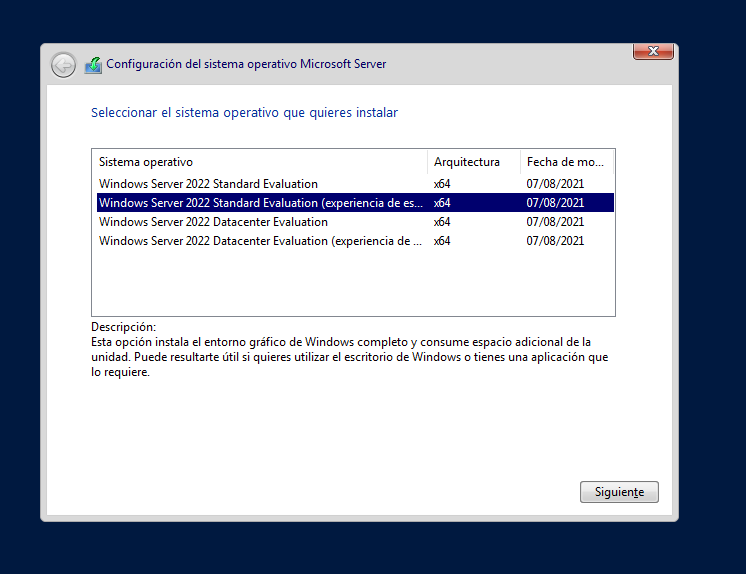 Configuración del sistema operativo Microsoft Server
Seleccionar el sistema operativo que quieres instalar
Sistema operativo Arquitectura Fecha de mo...
Windows Server 2022 Standard Evaluation x64 07/08/2021
Windows Server 2022 Standard Evaluation (experiencia de es... x64 07/08/2021
Windows Server 2022 Datacenter Evaluation x64 07/08/2021
Windows Server 2022 Datacenter Evaluation (experiencia de ... x64 07/08/2021
Descripción:
Esta opción instala el entorno gráfico de Windows completo y consume espacio adicional de la
unidad. Puede resultarte útil si quieres utilizar el escritorio de Windows o tienes una aplicación que
lo requiere.
Siguiente